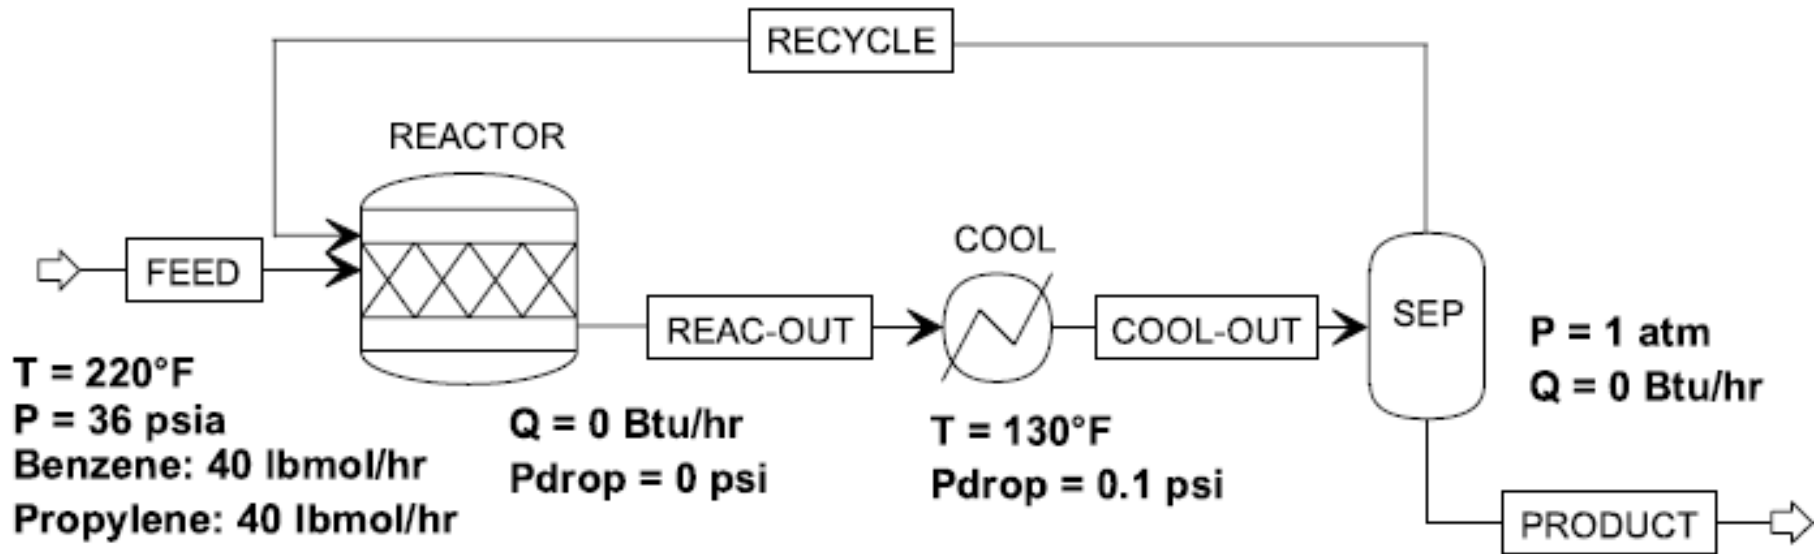 RECYCLE
REACTOR
FEED
REAC-OUT
COOL
COOL-OUT
SEP
T = 220°F
P = 36 psia
Benzene: 40 lbmol/hr
Propylene: 40 lbmol/hr
Q = 0 Btu/hr
Pdrop = 0 psi
T = 130°F
Pdrop = 0.1 psi
P = 1 atm
Q = 0 Btu/hr
PRODUCT